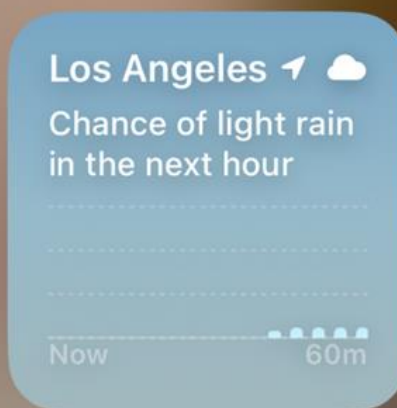 Los Angeles
Chance of light rain
in the next hour
Now 60m